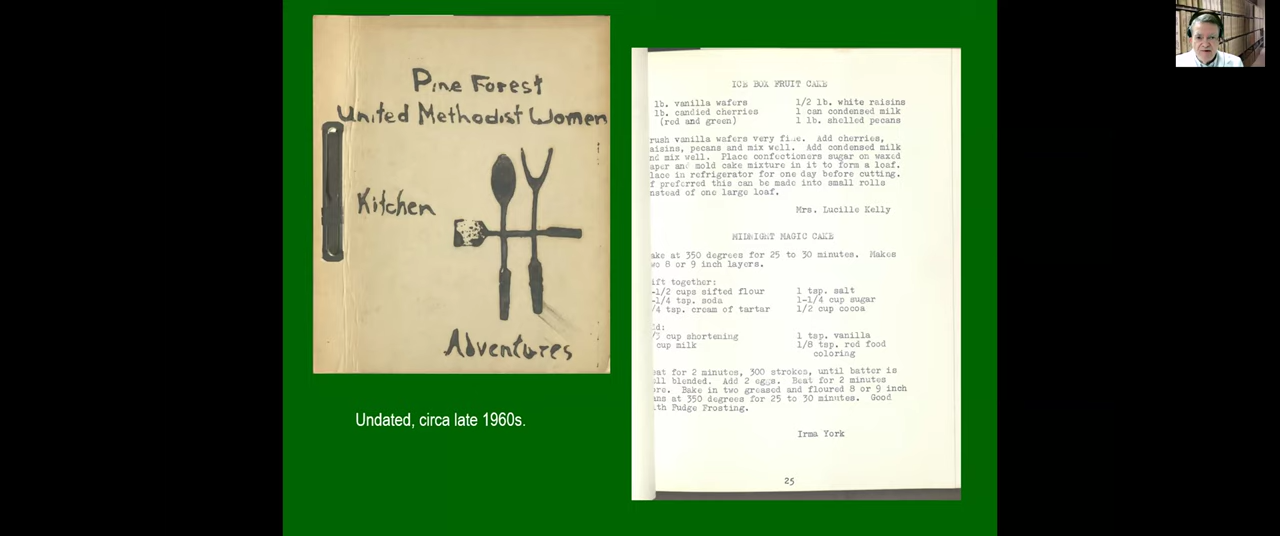 Pine Forest
United Methodist Women
Kitchen
Adventures
Undated, circa late 1960s.
ICE BOX FRUIT CAKE
lb. vanilla wafers 1/2 lb. white raisins
lb. candied cherries 1 can condensed milk
(red and green) 1 lb. shelled pecans
rush vanilla wafers very fine. Add cherries,
aisins, pecans and mix well. Add condensed milk
nd mix well. Place confectioners sugar on waxed
aper and mold cake mixture in it to form a loaf.
lace in refrigerator for one day before cutting.
f preferred this can be made into small rolls
nstead of one large loaf.
Mrs. Lucille Kelly
MIDNIGHT MAGIC CAKE
ake at 350 degrees for 25 to 30 minutes. Makes
wo 8 or 9 inch layers.
ift together:
-1/2 cups sifted flour 1 tsp. salt
-1/4 tsp. soda 1-1/4 cup sugar
/4 tsp. cream of tartar 1/2 cup cocoa
dd:
/3 cup shortening 1 tsp. vanilla
cup milk 1/8 tsp. red food
coloring
eat for 2 minutes, 300 strokes, until batter is
ell blended. Add 2 eggs. Beat for 2 minutes
ore. Bake in two greased and floured 8 or 9 inch
ans at 350 degrees for 25 to 30 minutes. Good
ith Fudge Frosting.
Irma York
25